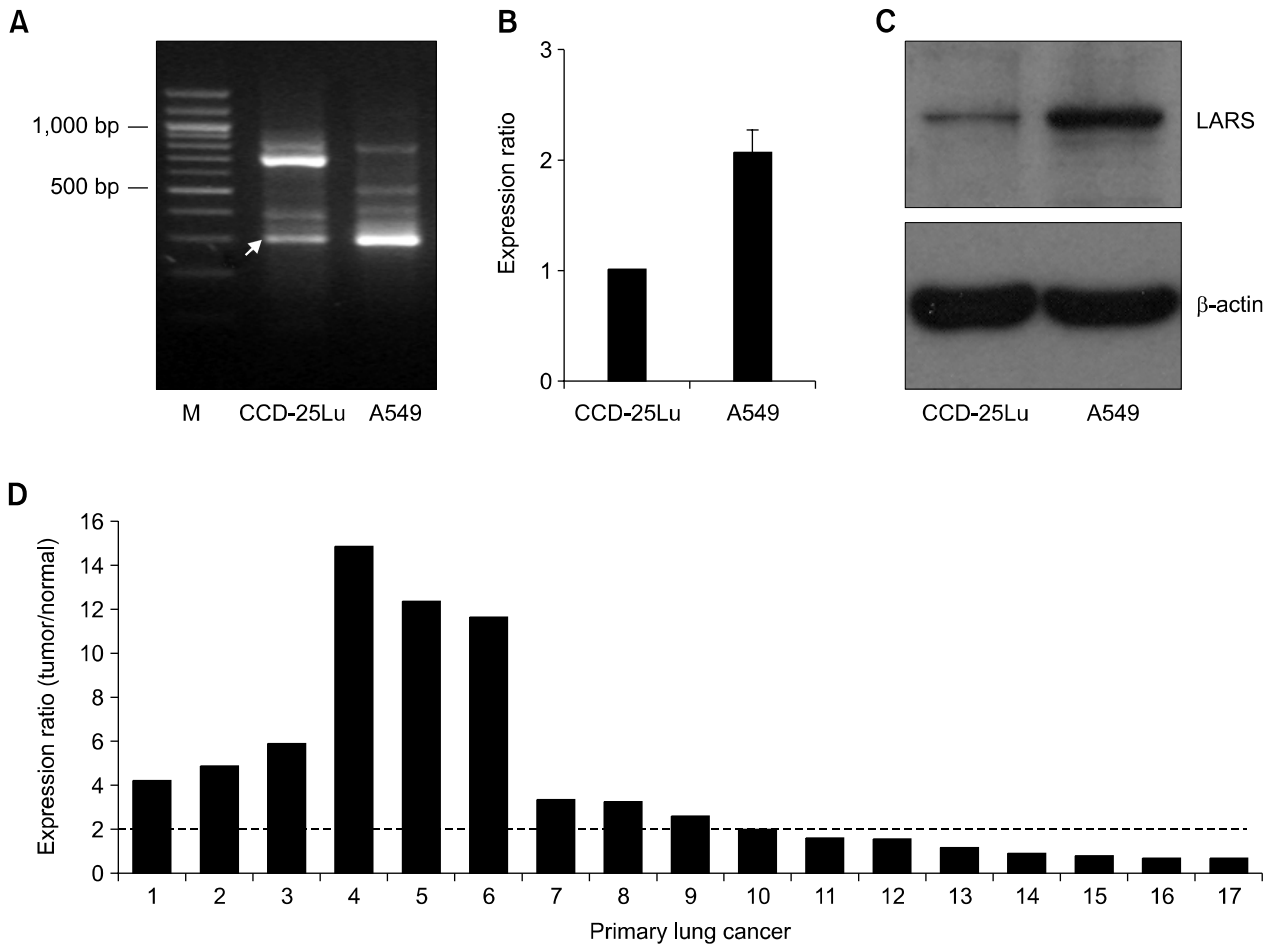 A
1,000 bp
500 bp
M CCD-25Lu A549
B
Expression ratio
3
2
1
0
CCD-25Lu A549
C
LARS
β-actin
CCD-25Lu A549
D
Expression ratio (tumor/normal)
16
14
12
10
8
6
4
2
0
1 2 3 4 5 6 7 8 9 10 11 12 13 14 15 16 17
Primary lung cancer